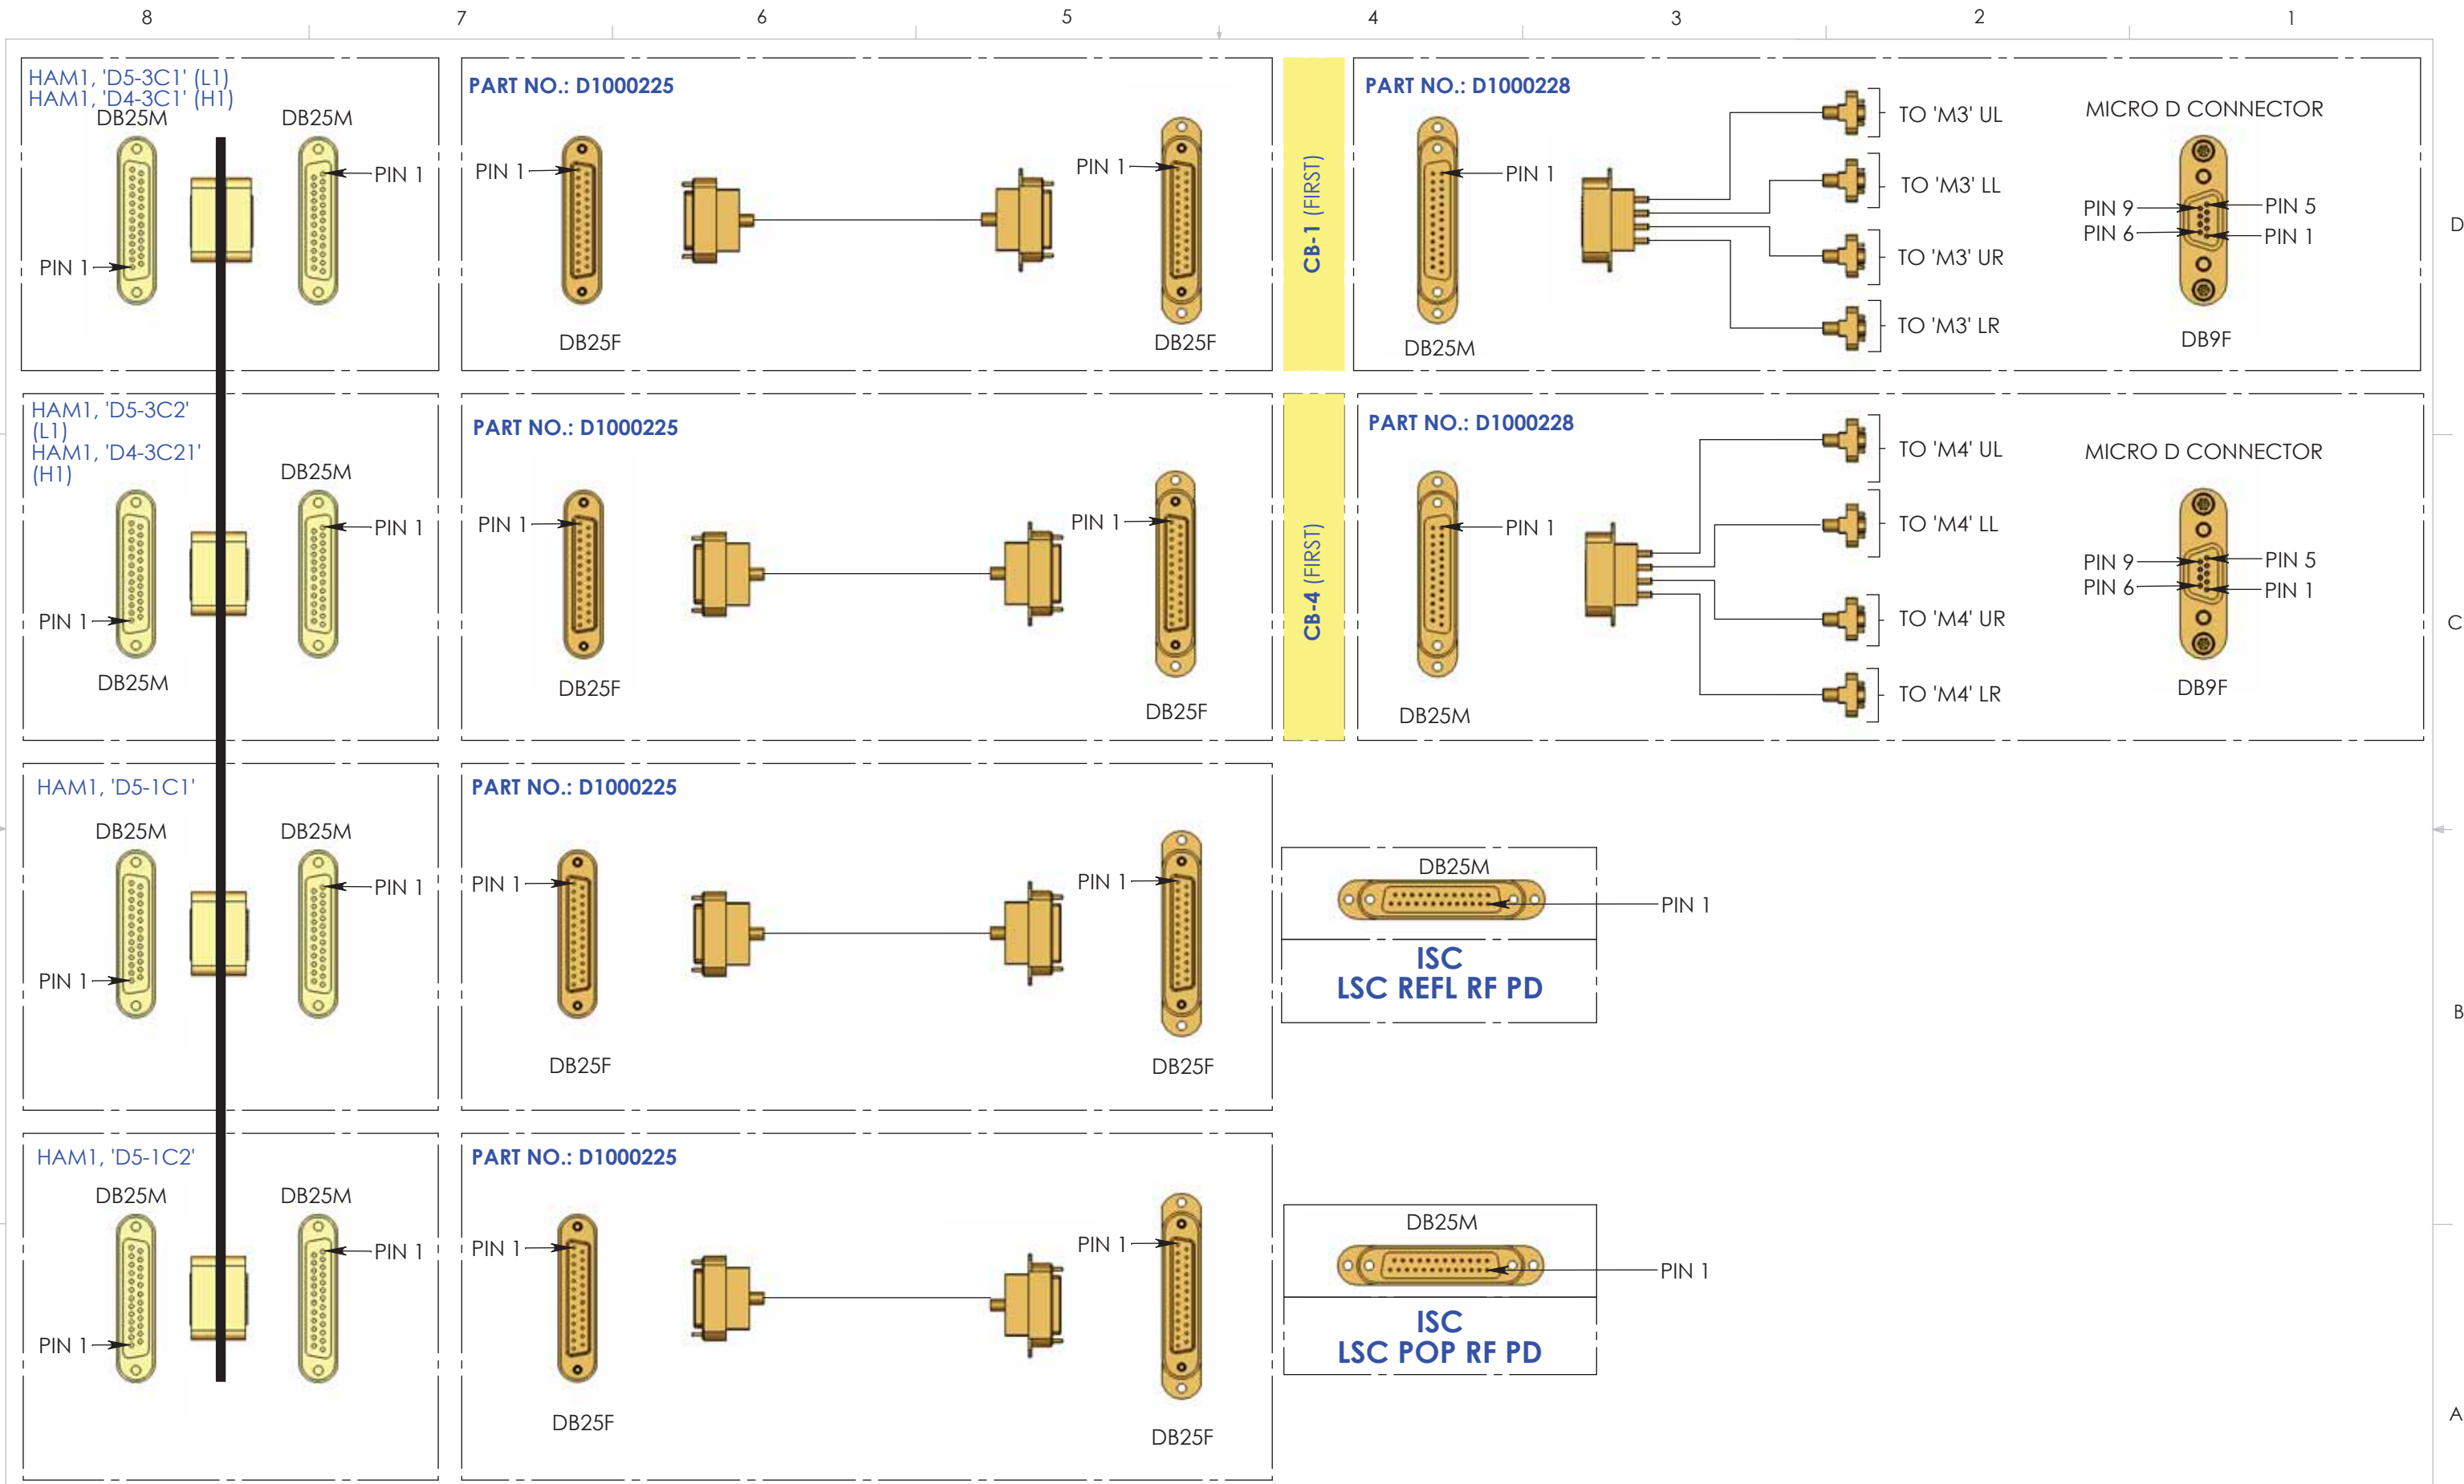 8 7 6 5 4 3 2 1
HAM1, 'D5-3C1' (L1)
HAM1, 'D4-3C1' (H1)
DB25M
DB25M
PIN 1
PIN 1
PART NO.: D1000225
PIN 1
PIN 1
DB25F
DB25F
CB-1 (FIRST)
PART NO.: D1000228
PIN 1
DB25M
TO 'M3' UL
TO 'M3' LL
TO 'M3' UR
TO 'M3' LR
MICRO D CONNECTOR
PIN 9
PIN 5
PIN 6
PIN 1
DB9F
D
HAM1, 'D5-3C2'
(L1)
HAM1, 'D4-3C21'
(H1)
DB25M
PIN 1
PIN 1
DB25M
PART NO.: D1000225
PIN 1
PIN 1
DB25F
DB25F
CB-4 (FIRST)
PART NO.: D1000228
PIN 1
DB25M
TO 'M4' UL
TO 'M4' LL
TO 'M4' UR
TO 'M4' LR
MICRO D CONNECTOR
PIN 9
PIN 5
PIN 6
PIN 1
DB9F
C
HAM1, 'D5-1C1'
DB25M
DB25M
PIN 1
PIN 1
PART NO.: D1000225
PIN 1
PIN 1
DB25F
DB25F
DB25M
PIN 1
ISC
LSC REFL RF PD
B
HAM1, 'D5-1C2'
DB25M
DB25M
PIN 1
PIN 1
PART NO.: D1000225
PIN 1
PIN 1
DB25F
DB25F
DB25M
PIN 1
ISC
LSC POP RF PD
A